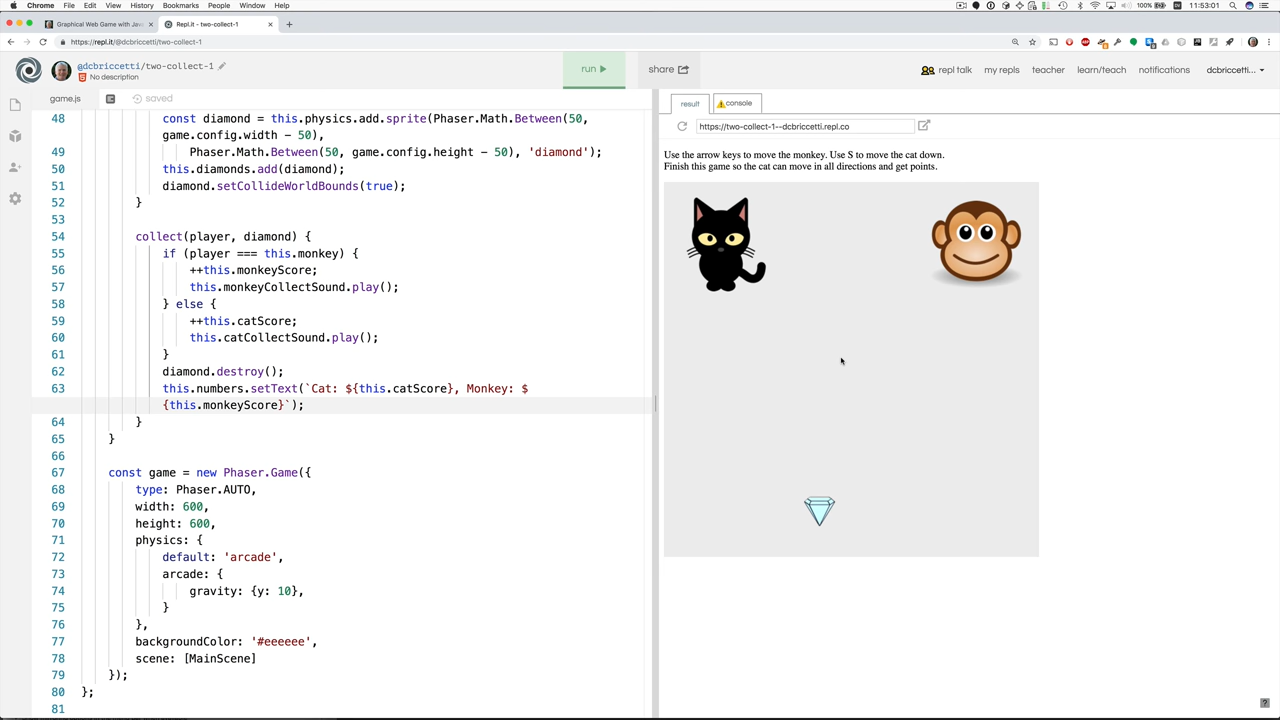 Chrome File Edit View History Bookmarks People Window Help
100% Sun 11:53:01
Graphical Web Game with Jav
Repl.it - two-collect-1
https://repl.it/@dcbriccetti/two-collect-1
@dcbriccetti/two-collect-1
No description
run
share
repl talk
my repls
teacher
learn/teach
notifications
dcbriccetti...
game.js
saved
48 const diamond = this.physics.add.sprite(Phaser.Math.Between(50,
game.config.width - 50),
49 Phaser.Math.Between(50, game.config.height - 50), 'diamond');
50 this.diamonds.add(diamond);
51 diamond.setCollideWorldBounds(true);
52 }
53
54 collect(player, diamond) {
55 if (player === this.monkey) {
56 ++this.monkeyScore;
57 this.monkeyCollectSound.play();
58 } else {
59 ++this.catScore;
60 this.catCollectSound.play();
61 }
62 diamond.destroy();
63 this.numbers.setText(`Cat: ${this.catScore}, Monkey: $
{this.monkeyScore}`);
64 }
65 }
66
67 const game = new Phaser.Game({
68 type: Phaser.AUTO,
69 width: 600,
70 height: 600,
71 physics: {
72 default: 'arcade',
73 arcade: {
74 gravity: {y: 10},
75 }
76 },
77 backgroundColor: '#eeeeee',
78 scene: [MainScene]
79 });
80 };
81
result
console
https://two-collect-1--dcbriccetti.repl.co
Use the arrow keys to move the monkey. Use S to move the cat down.
Finish this game so the cat can move in all directions and get points.
?